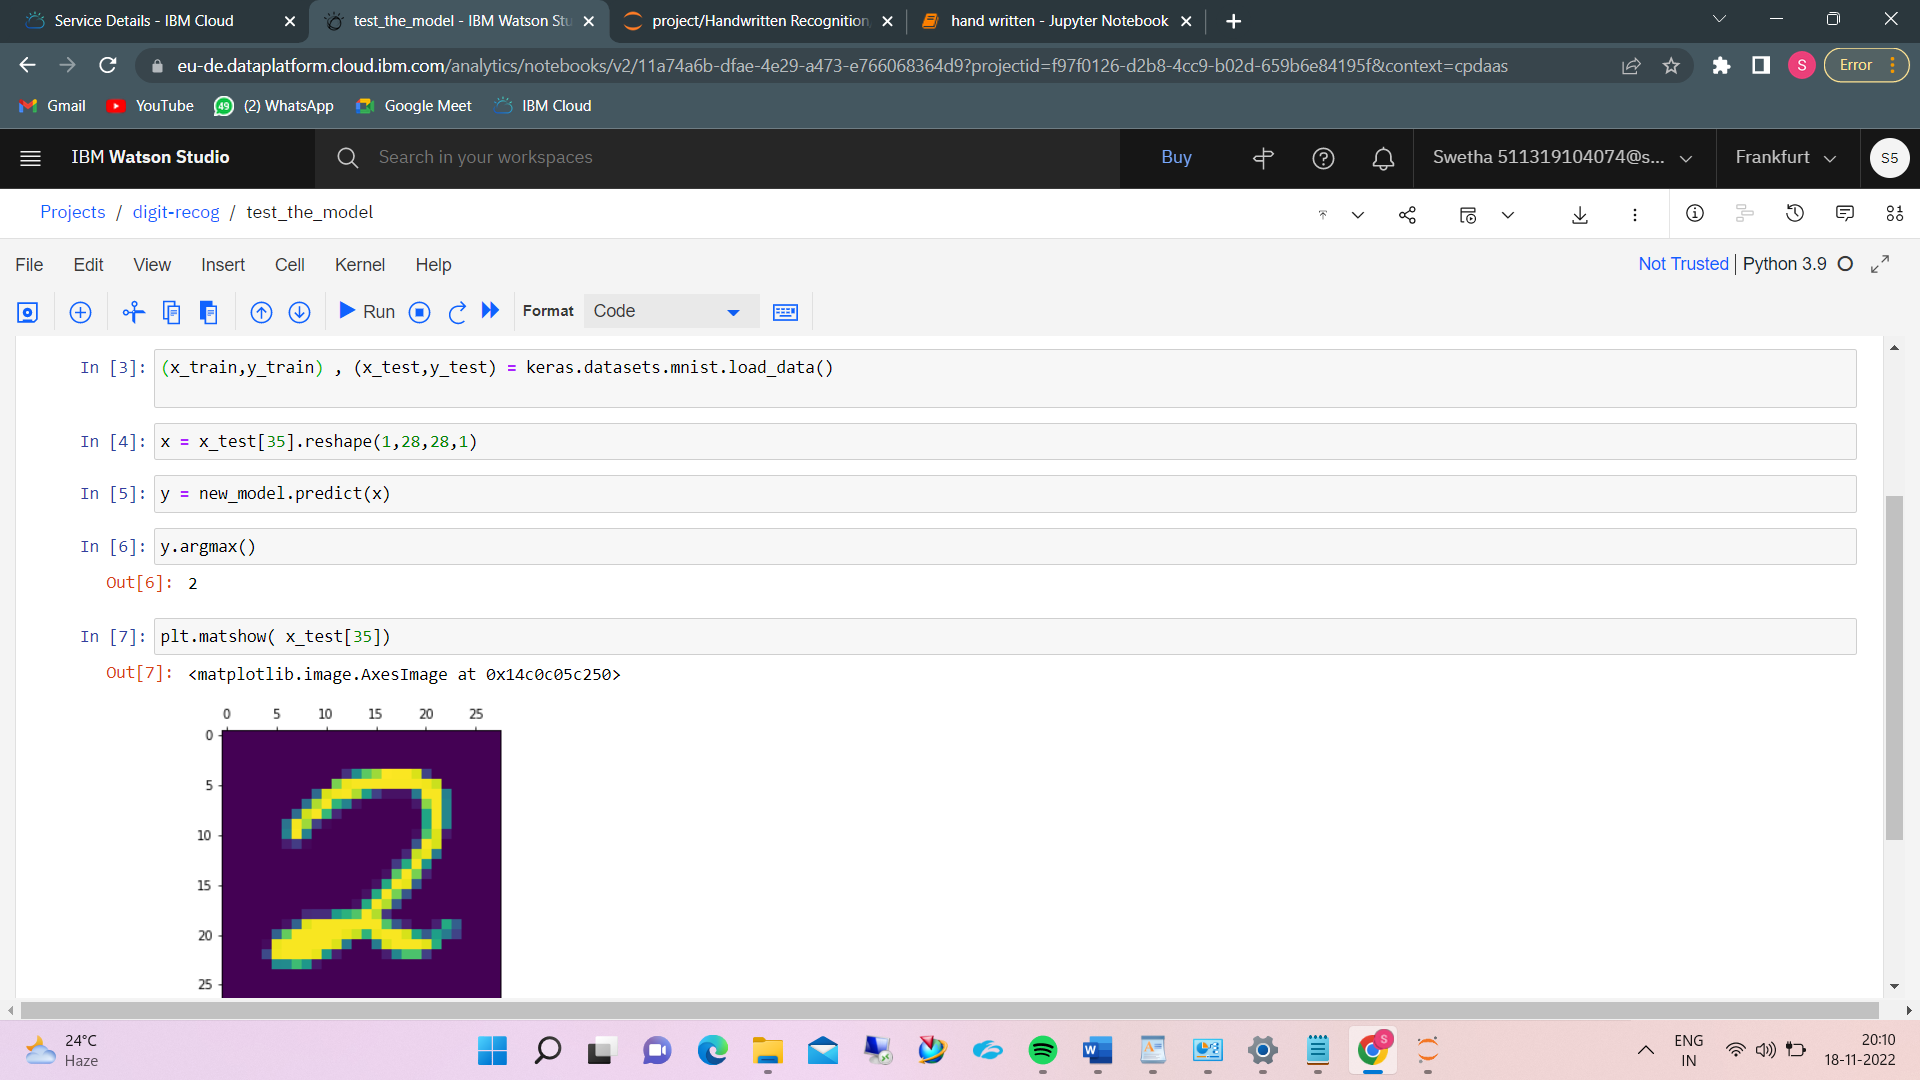 Service Details - IBM Cloud
test_the_model - IBM Watson Stu
project/Handwritten Recognition,
hand written - Jupyter Notebook
eu-de.dataplatform.cloud.ibm.com/analytics/notebooks/v2/11a74a6b-dfae-4e29-a473-e766068364d9?projectid=f97f0126-d2b8-4cc9-b02d-659b6e84195f&context=cpdaas
S
Error
Gmail
YouTube
49
(2) WhatsApp
Google Meet
IBM Cloud
IBM Watson Studio
Search in your workspaces
Buy
Swetha 511319104074@s...
Frankfurt
S5
Projects / digit-recog / test_the_model
File Edit View Insert Cell Kernel Help
Not Trusted | Python 3.9
Run
Format
Code
In [3]: (x_train,y_train) , (x_test,y_test) = keras.datasets.mnist.load_data()
In [4]: x = x_test[35].reshape(1,28,28,1)
In [5]: y = new_model.predict(x)
In [6]: y.argmax()
Out[6]: 2
In [7]: plt.matshow( x_test[35])
Out[7]: <matplotlib.image.AxesImage at 0x14c0c05c250>
0 5 10 15 20 25
0
5
10
15
20
25
2
24°C
Haze
W
S
ENG
IN
20:10
18-11-2022